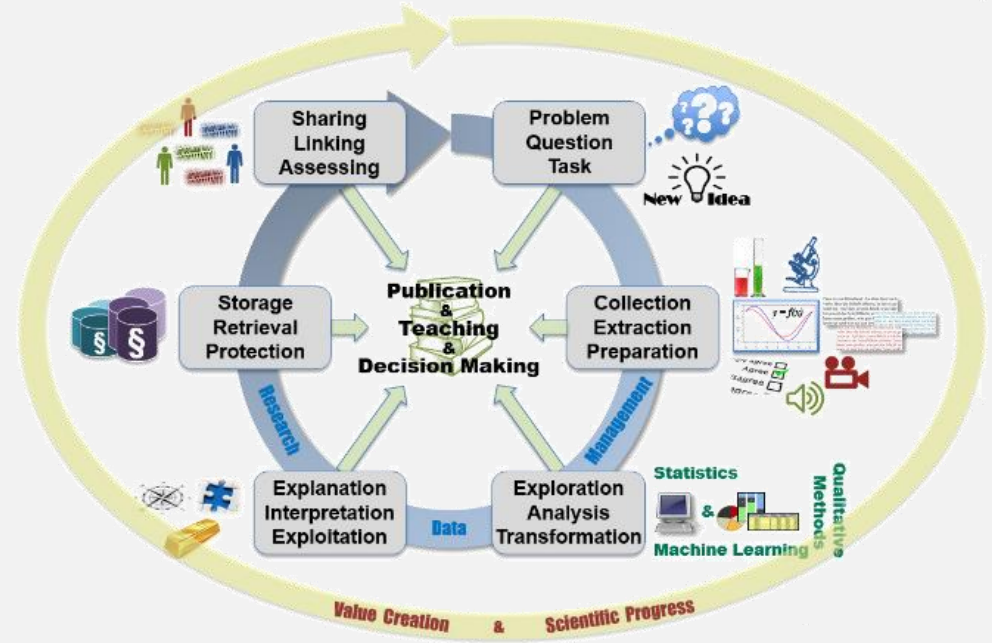 Sharing
Linking
Assessing
Problem
Question
Task
???
New Idea
Storage
Retrieval
Protection
§ §
Publication
&
Teaching
&
Decision Making
Collection
Extraction
Preparation
Agree
Research
Data
Management
Explanation
Interpretation
Exploitation
Exploration
Analysis
Transformation
Statistics
&
Machine Learning
Qualitative
Methods
Value Creation & Scientific Progress